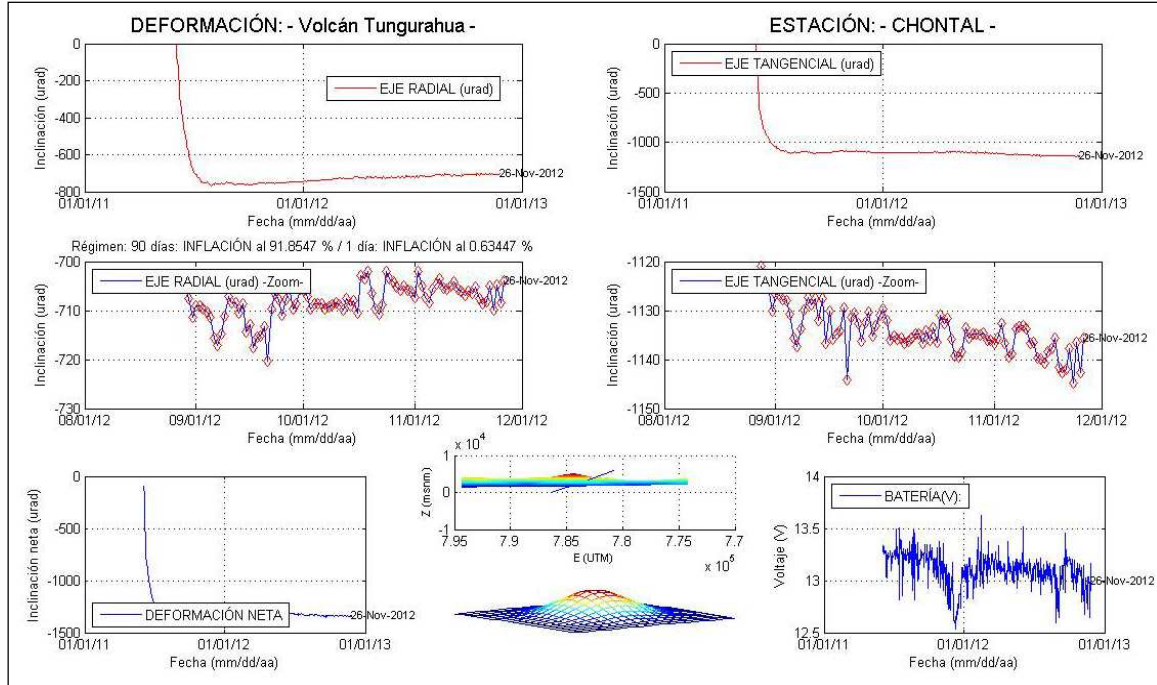 DEFORMACIÓN: - Volcán Tungurahua -
ESTACIÓN: - CHONTAL -
0
-200
-400
-600
-800
Inclinación (urad)
EJE RADIAL (urad)
26-Nov-2012
01/01/11
01/01/12
01/01/13
Fecha (mm/dd/aa)
0
-500
-1000
-1500
Inclinación (urad)
EJE TANGENCIAL (urad)
26-Nov-2012
01/01/11
01/01/12
01/01/13
Fecha (mm/dd/aa)
Régimen: 90 días: INFLACIÓN al 91.8547 % / 1 día: INFLACIÓN al 0.63447 %
-700
-710
-720
-730
Inclinación (urad)
EJE RADIAL (urad) -Zoom-
26-Nov-2012
08/01/12
09/01/12
10/01/12
11/01/12
12/01/12
Fecha (mm/dd/aa)
-1120
-1130
-1140
-1150
Inclinación (urad)
EJE TANGENCIAL (urad) -Zoom-
26-Nov-2012
08/01/12
09/01/12
10/01/12
11/01/12
12/01/12
Fecha (mm/dd/aa)
0
-500
-1000
-1500
Inclinación neta (urad)
DEFORMACIÓN NETA
26-Nov-2012
01/01/11
01/01/12
01/01/13
Fecha (mm/dd/aa)
x 10^4
1
0
-1
Z (msnm)
7.95
7.9
7.85
7.8
7.75
7.7
E (UTM)
x 10^5
14
13.5
13
12.5
Voltaje (V)
BATERÍA(V):
26-Nov-2012
01/01/11
01/01/12
01/01/13
Fecha (mm/dd/aa)